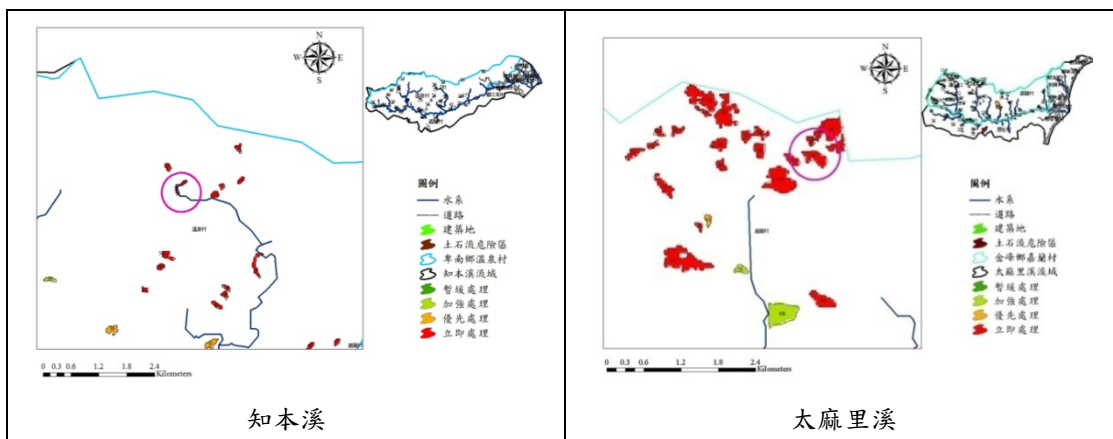 N
W E
S
圖例
水系
道路
建築地
土石流危險區
卑南鄉溫泉村
知本溪流域
暫緩處理
加強處理
優先處理
立即處理
溫泉村
0 0.3 0.6 1.2 1.8 2.4
Kilometers
知本溪
N
W E
S
圖例
水系
道路
建築地
土石流危險區
金峰鄉嘉蘭村
太麻里溪流域
暫緩處理
加強處理
優先處理
立即處理
0 0.3 0.6 1.2 1.8 2.4
Kilometers
太麻里溪